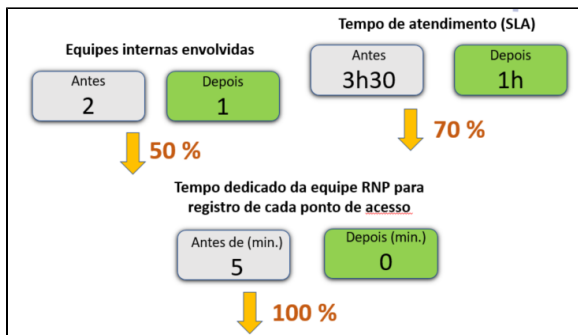 Equipes internas envolvidas
Antes
2
Depois
1
50 %
Tempo de atendimento (SLA)
Antes
3h30
Depois
1h
70 %
Tempo dedicado da equipe RNP para
registro de cada ponto de acesso
Antes de (min.)
5
Depois (min.)
0
100 %